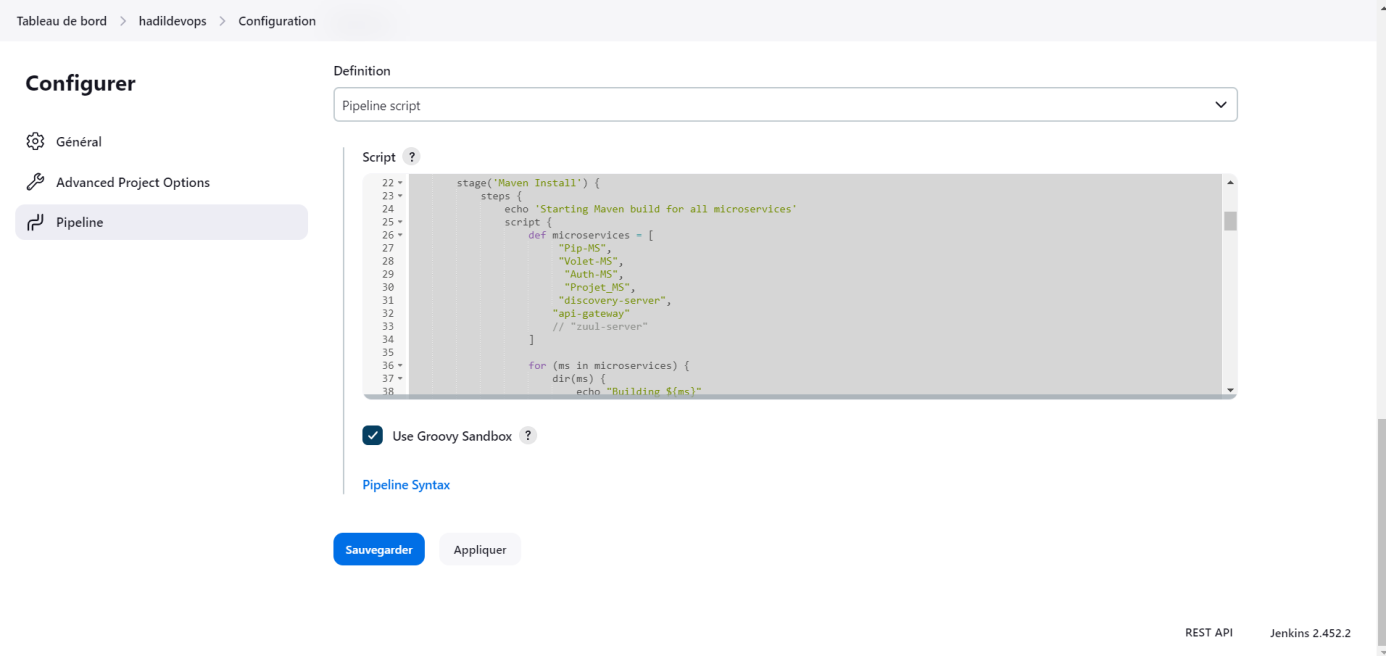 Tableau de bord > hadildevops > Configuration
Configurer
Général
Advanced Project Options
Pipeline
Definition
Pipeline script
Script ?
22 stage('Maven Install') {
23 steps {
24 echo 'Starting Maven build for all microservices'
25 script {
26 def microservices = [
27 "Pip-MS",
28 "Volet-MS",
29 "Auth-MS",
30 "Projet_MS",
31 "discovery-server",
32 "api-gateway"
33 // "zuul-server"
34 ]
35
36 for (ms in microservices) {
37 dir(ms) {
38 echo "Building ${ms}"
Use Groovy Sandbox ?
Pipeline Syntax
Sauvegarder Appliquer
REST API Jenkins 2.452.2